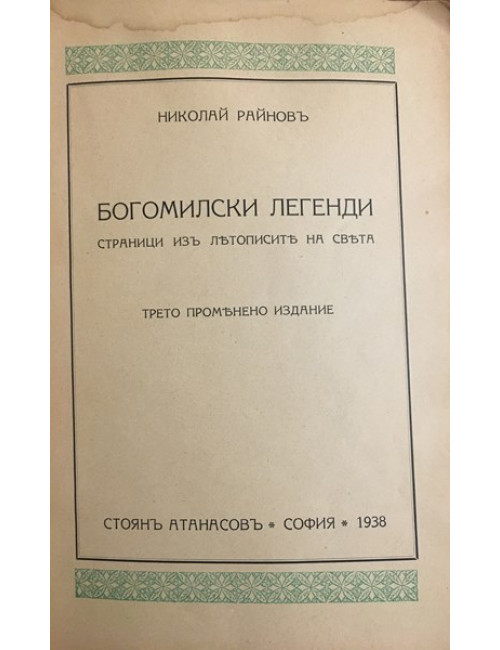 НИКОЛАЙ РАЙНОВЪ
БОГОМИЛСКИ ЛЕГЕНДИ
СТРАНИЦИ ИЗЪ ЛѢТОПИСИТѢ НА СВѢТА
ТРЕТО ПРОМѢНЕНО ИЗДАНИЕ
СТОЯНЪ АТАНАСОВЪ * СОФИЯ * 1938